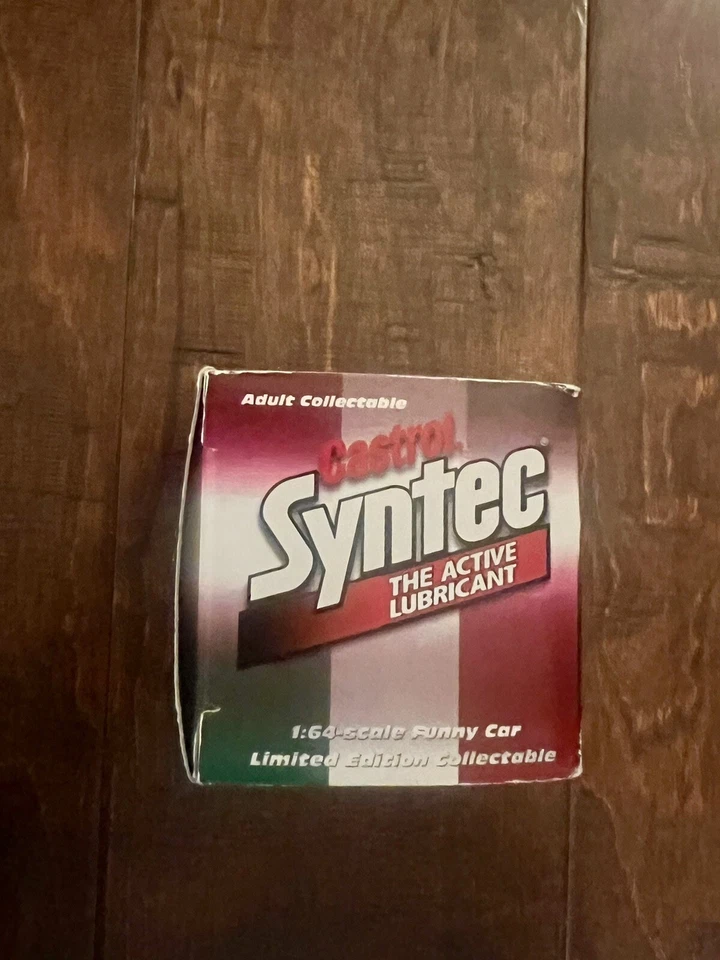 Adult Collectable
Castrol
Syntec®
THE ACTIVE
LUBRICANT
1:64-scale Funny Car
Limited Edition Collectable